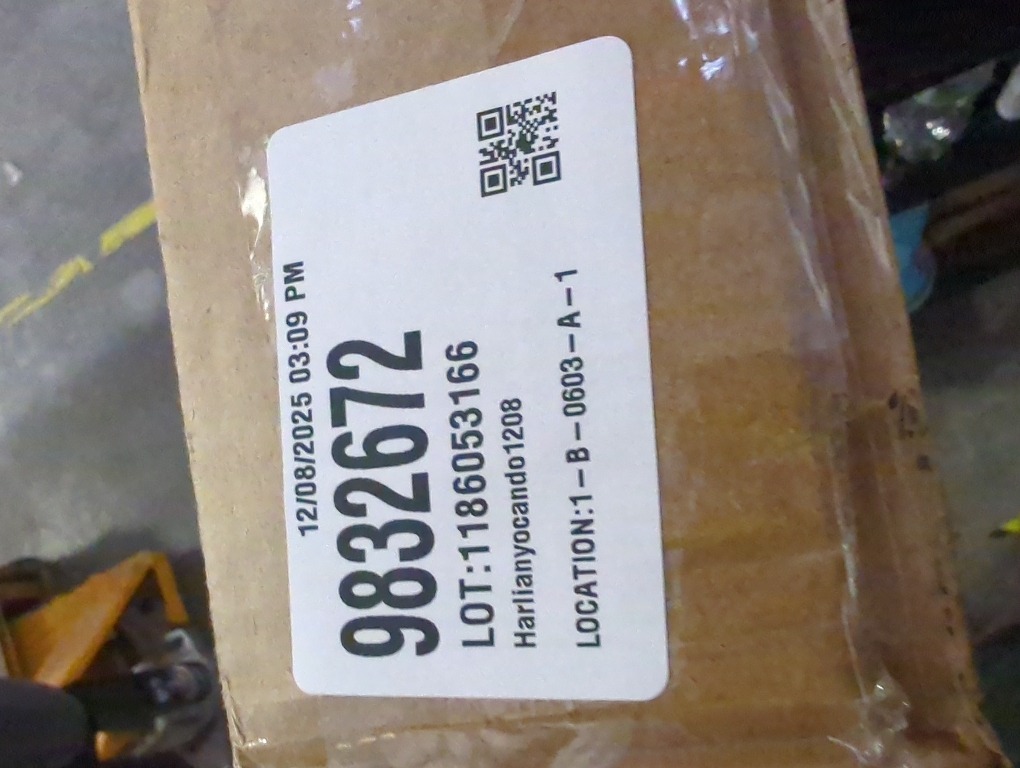 12/08/2025 03:09 PM
9832672
LOT:1186053166
Harlianyocando1208
LOCATION:1-B-0603-A-1